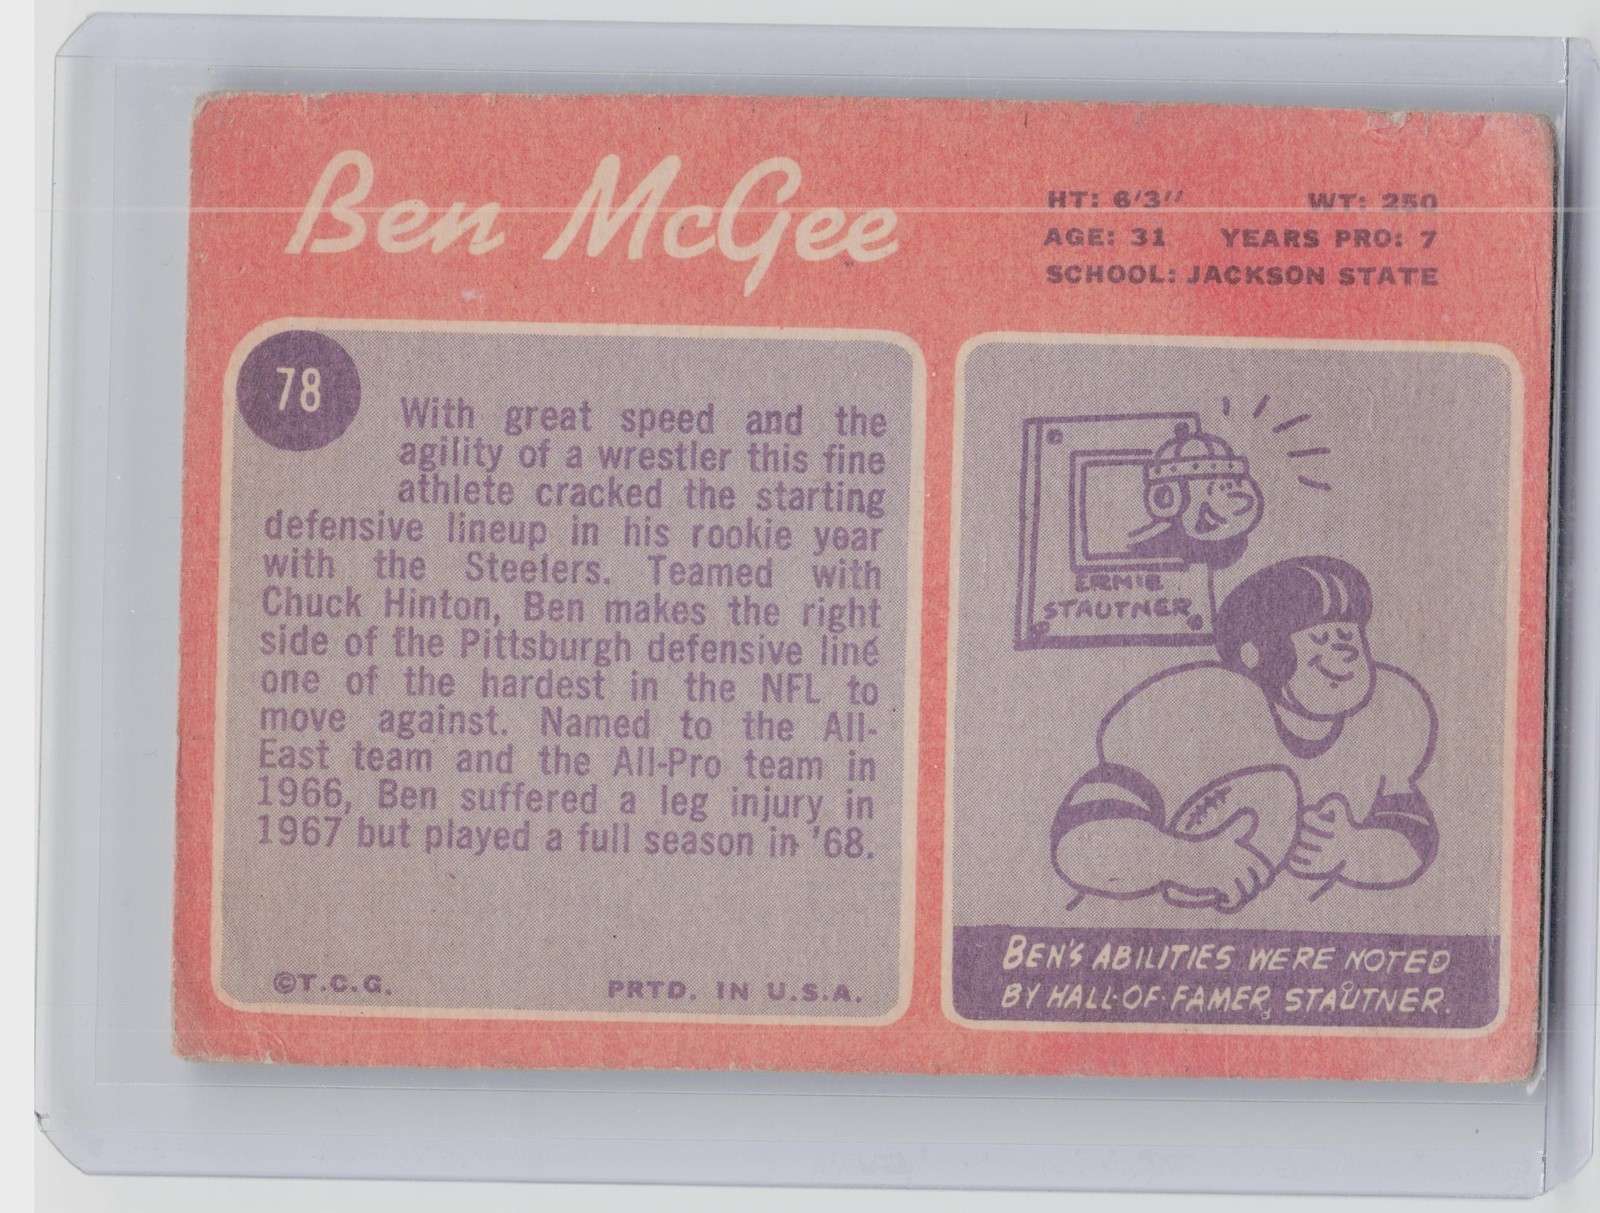 Ben McGee
HT: 6'3" WT: 250
AGE: 31 YEARS PRO: 7
SCHOOL: JACKSON STATE
78
With great speed and the
agility of a wrestler this fine
athlete cracked the starting
defensive lineup in his rookie year
with the Steelers. Teamed with
Chuck Hinton, Ben makes the right
side of the Pittsburgh defensive line
one of the hardest in the NFL to
move against. Named to the All-
East team and the All-Pro team in
1966, Ben suffered a leg injury in
1967 but played a full season in '68.
©T.C.G. PRTD. IN U.S.A.
ERNIE
STAUTNER
BEN'S ABILITIES WERE NOTED
BY HALL-OF-FAMER, STAUTNER.